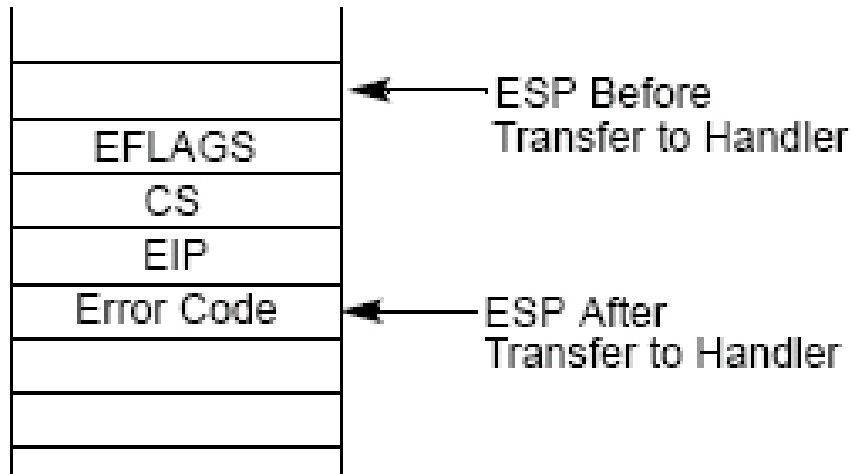 ESP Before
Transfer to Handler
EFLAGS
CS
EIP
Error Code
ESP After
Transfer to Handler